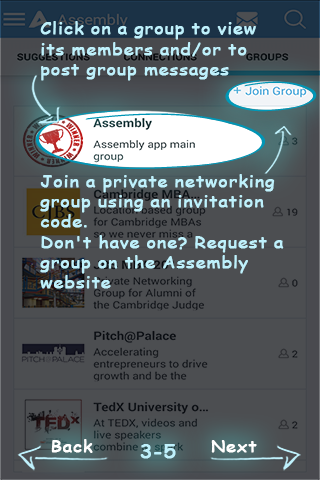 Assembly
Click on a group to view
its members and/or to
post group messages
SUGGESTIONS
CONNECTIONS
GROUPS
+ Join Group
Assembly
Assembly app main
group
3
Join a private networking
group using an Invitation
code.
Don't have one? Request a
group on the Assembly
website
Cambridge MBA...
Location based group
for Cambridge MBAs
so we never miss a
19
Private Networking
Group for Alumni of
the Cambridge Judge
0
PITCH@PALACE
Pitch@Palace
Accelerating
entrepreneurs to drive
growth and be the
2
TEDx
TedX University o...
At TEDX, videos and
live speakers
combine to spark
2
Back
3-5
Next